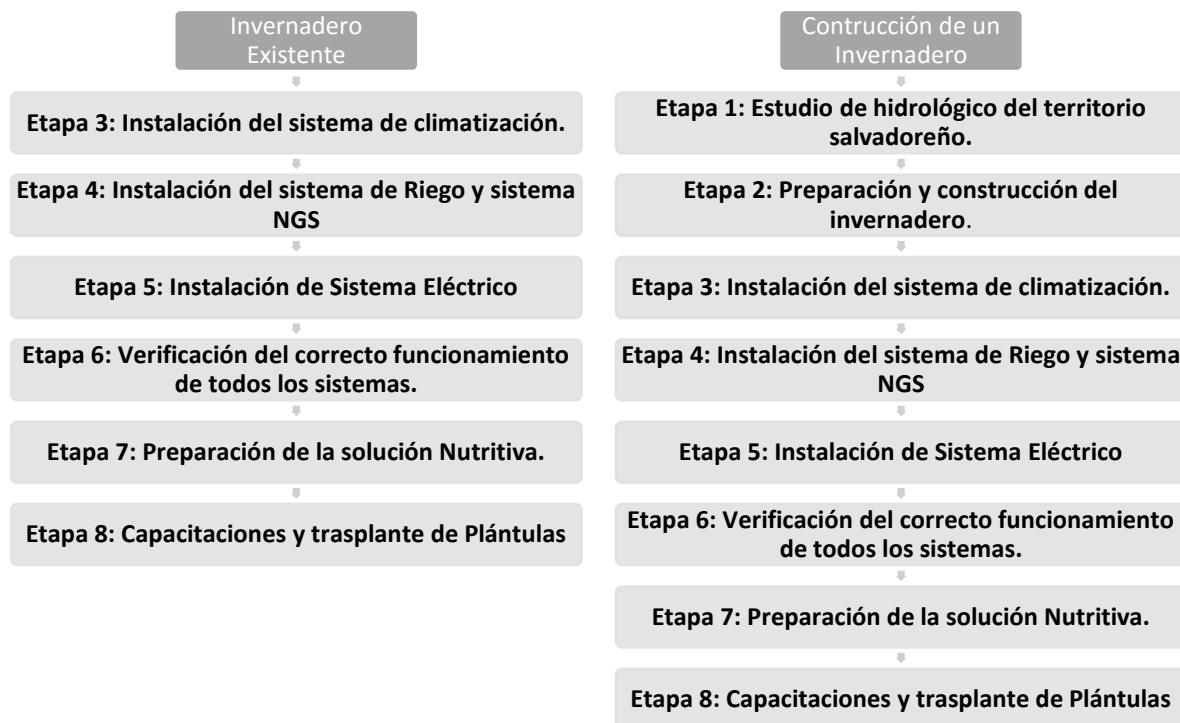 Invernadero
Existente
Etapa 3: Instalación del sistema de climatización.
Etapa 4: Instalación del sistema de Riego y sistema
NGS
Etapa 5: Instalación de Sistema Eléctrico
Etapa 6: Verificación del correcto funcionamiento
de todos los sistemas.
Etapa 7: Preparación de la solución Nutritiva.
Etapa 8: Capacitaciones y trasplante de Plántulas
Contrucción de un
Invernadero
Etapa 1: Estudio de hidrológico del territorio
salvadoreño.
Etapa 2: Preparación y construcción del
invernadero.
Etapa 3: Instalación del sistema de climatización.
Etapa 4: Instalación del sistema de Riego y sistema
NGS
Etapa 5: Instalación de Sistema Eléctrico
Etapa 6: Verificación del correcto funcionamiento
de todos los sistemas.
Etapa 7: Preparación de la solución Nutritiva.
Etapa 8: Capacitaciones y trasplante de Plántulas